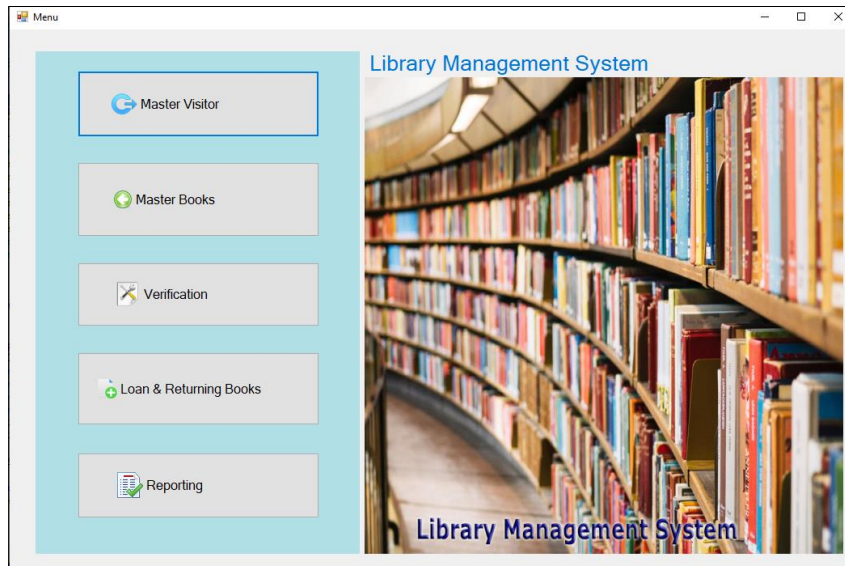 Menu
Library Management System
Master Visitor
Master Books
Verification
Loan & Returning Books
Reporting
Library Management System